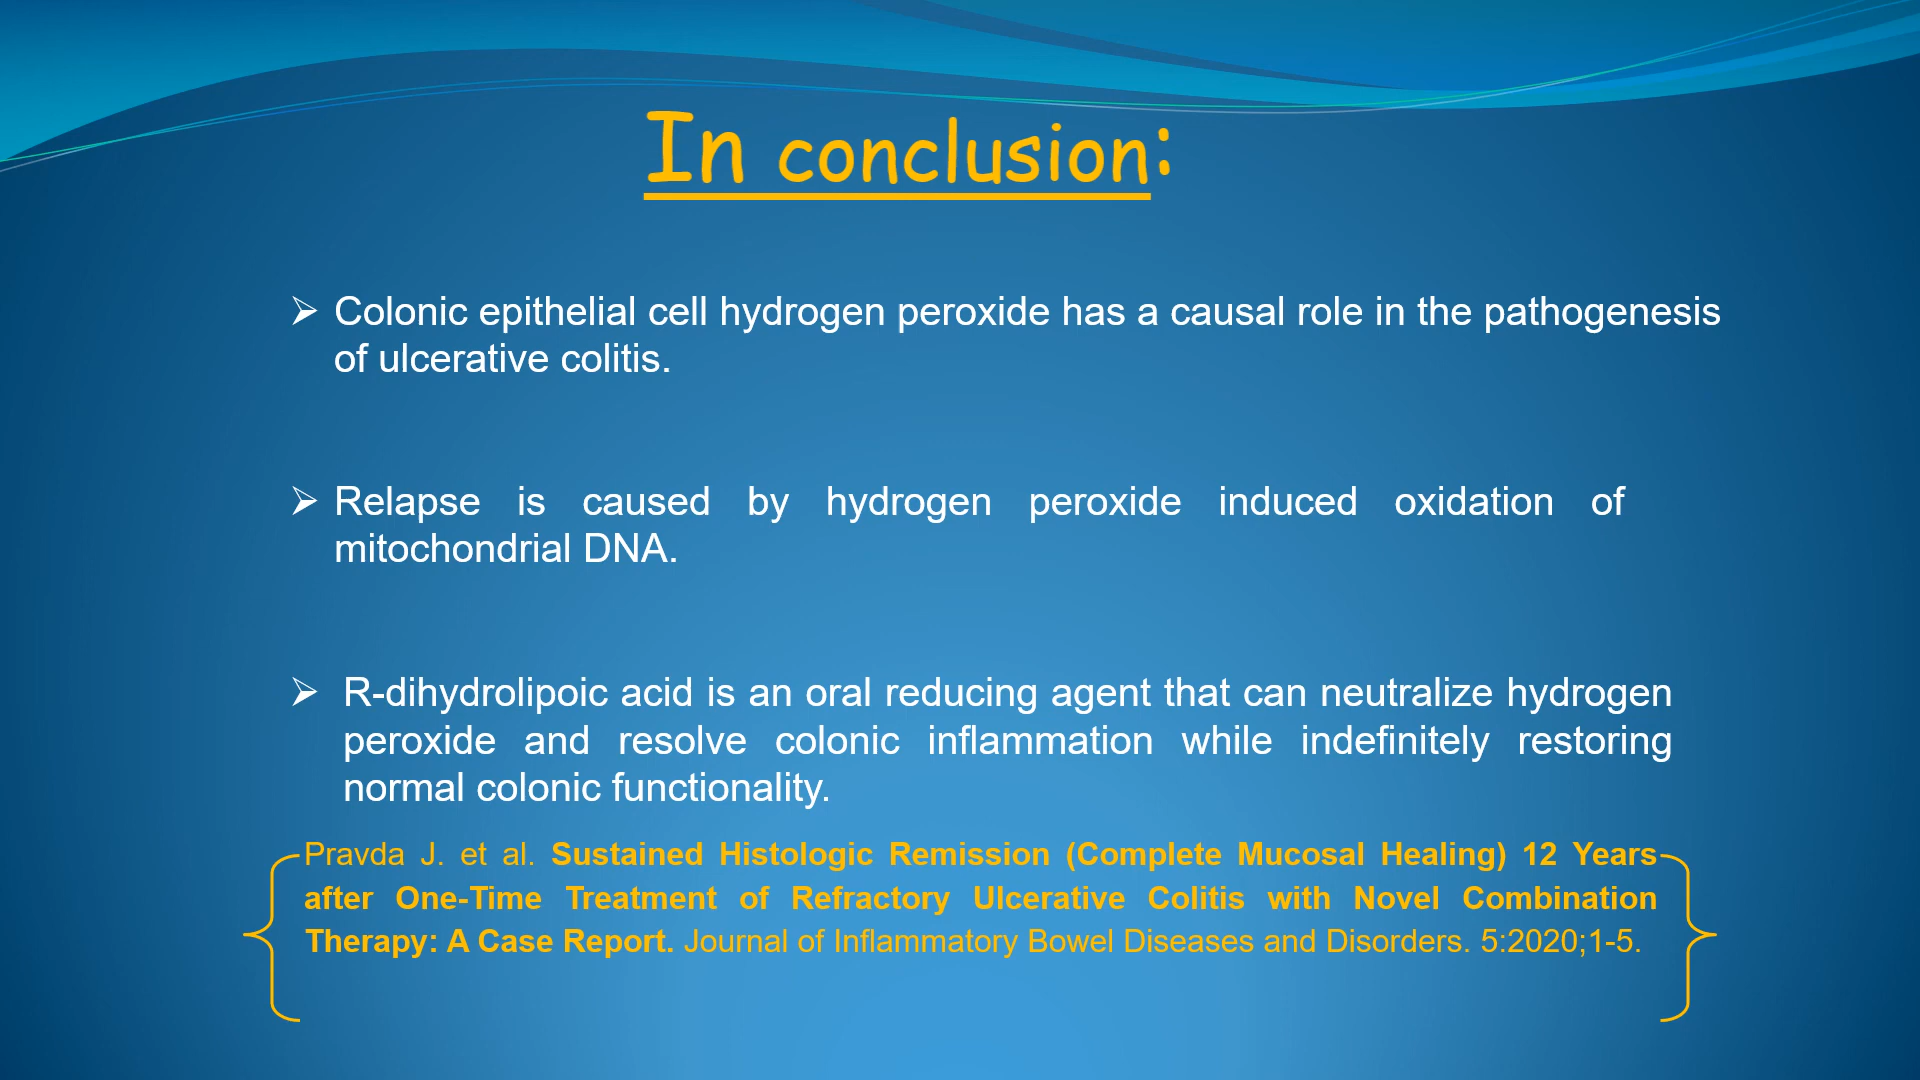 In conclusion:
Colonic epithelial cell hydrogen peroxide has a causal role in the pathogenesis
of ulcerative colitis.
Relapse is caused by hydrogen peroxide induced oxidation of
mitochondrial DNA.
R-dihydrolipoic acid is an oral reducing agent that can neutralize hydrogen
peroxide and resolve colonic inflammation while indefinitely restoring
normal colonic functionality.
Pravda J. et al. Sustained Histologic Remission (Complete Mucosal Healing) 12 Years
after One-Time Treatment of Refractory Ulcerative Colitis with Novel Combination
Therapy: A Case Report. Journal of Inflammatory Bowel Diseases and Disorders. 5:2020;1-5.